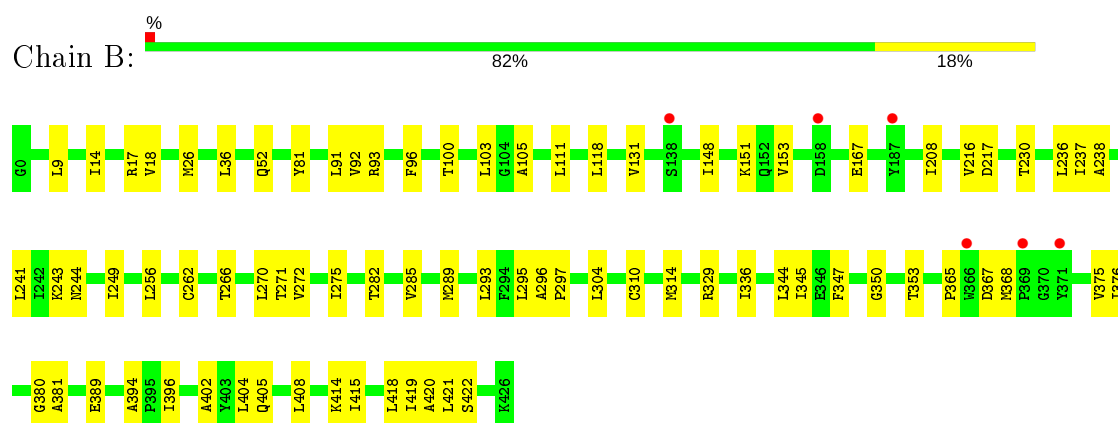 %
Chain B:
82% 18%
G0 L9 I14 R17 V18 M26 L36 Q52 Y81 L91 V92 R93 F96 T100 L103 G104 A105 L111 L118 V131 S138 I148 K151 Q152 V153 D158 E167 Y187 I208 V216 D217 T230 L236 I237 A238
L241 I242 K243 N244 I249 L256 C262 T266 L270 T271 V272 I275 T282 V285 M289 L293 F294 L295 A296 P297 L304 C310 M314 R329 I336 L344 I345 E346 F347 G350 T353 P365 W366 D367 M368 P369 G370 Y371 V375 I376
G380 A381 E389 A394 P395 I396 A402 Y403 L404 Q405 L408 K414 I415 L418 I419 A420 L421 S422 K426